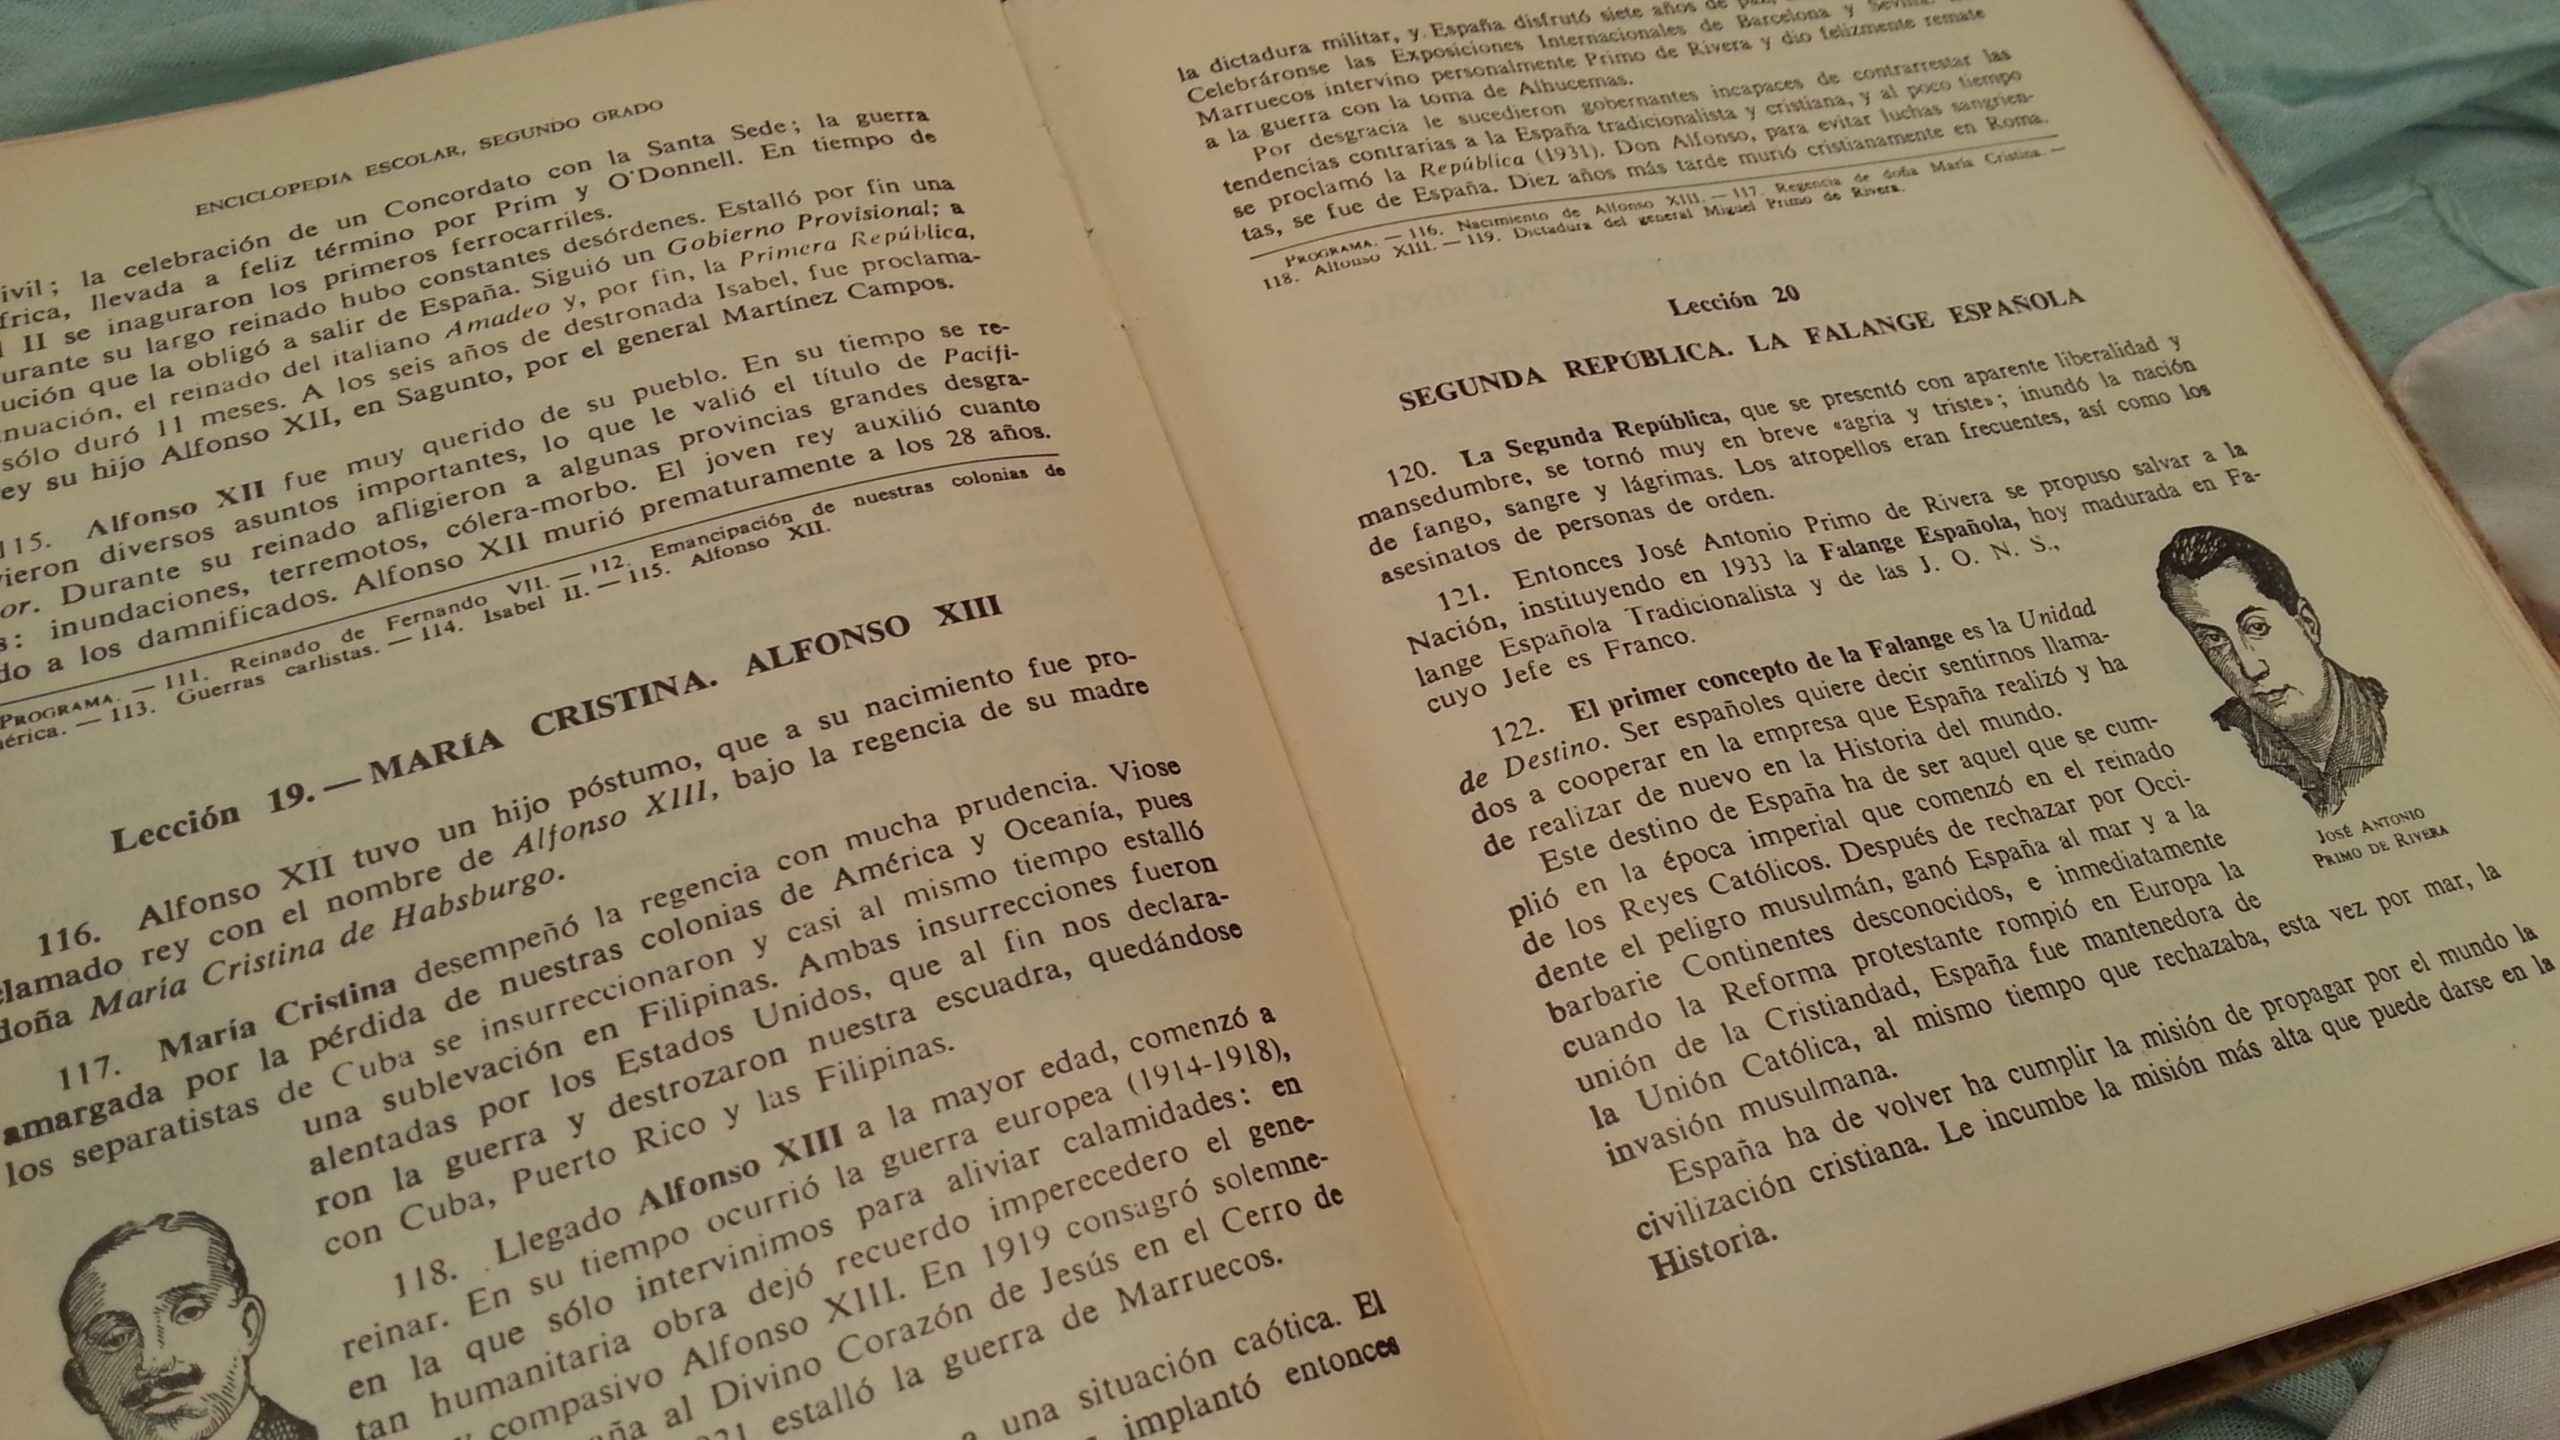 ENCICLOPEDIA ESCOLAR, SEGUNDO GRADO
ivil; la celebración de un Concordato con la Santa Sede; la guerra
frica, llevada a feliz término por Prim y O'Donnell. En tiempo de
II se inaguraron los primeros ferrocarriles.
urante su largo reinado hubo constantes desórdenes. Estalló por fin una
ución que la obligó a salir de España. Siguió un Gobierno Provisional; a
nuación, el reinado del italiano Amadeo y, por fin, la Primera República,
sólo duró 11 meses. A los seis años de destronada Isabel, fue proclama-
ey su hijo Alfonso XII, en Sagunto, por el general Martínez Campos.
115. Alfonso XII fue muy querido de su pueblo. En su tiempo se re-
vieron diversos asuntos importantes, lo que le valió el título de Pacifi-
or. Durante su reinado afligieron a algunas provincias grandes desgra-
s: inundaciones, terremotos, cólera-morbo. El joven rey auxilió cuanto
do a los damnificados. Alfonso XII murió prematuramente a los 28 años.
PROGRAMA. — 111. Reinado de Fernando VII. — 112. Emancipación de nuestras colonias de
érica. — 113. Guerras carlistas. — 114. Isabel II. — 115. Alfonso XII.
Lección 19. — MARÍA CRISTINA. ALFONSO XIII
116. Alfonso XII tuvo un hijo póstumo, que a su nacimiento fue pro-
clamado rey con el nombre de Alfonso XIII, bajo la regencia de su madre
doña María Cristina de Habsburgo.
117. María Cristina desempeñó la regencia con mucha prudencia. Viose
amargada por la pérdida de nuestras colonias de América y Oceanía, pues
los separatistas de Cuba se insurreccionaron y casi al mismo tiempo estalló
una sublevación en Filipinas. Ambas insurrecciones fueron
alentadas por los Estados Unidos, que al fin nos declara-
ron la guerra y destrozaron nuestra escuadra, quedándose
con Cuba, Puerto Rico y las Filipinas.
118. Llegado Alfonso XIII a la mayor edad, comenzó a
reinar. En su tiempo ocurrió la guerra europea (1914-1918),
en la que sólo intervinimos para aliviar calamidades: en
tan humanitaria obra dejó recuerdo imperecedero el gene-
compasivo Alfonso XIII. En 1919 consagró solemne-
aña al Divino Corazón de Jesús en el Cerro de
921 estalló la guerra de Marruecos.
a una situación caótica. El
implantó entonces
la dictadura militar, y España disfrutó siete años de paz,
Celebráronse las Exposiciones Internacionales de Barcelona y Sevilla.
Marruecos intervino personalmente Primo de Rivera y dio felizmente remate
a la guerra con la toma de Alhucemas.
Por desgracia le sucedieron gobernantes incapaces de contrarrestar las
tendencias contrarias a la España tradicionalista y cristiana, y al poco tiempo
se proclamó la República (1931). Don Alfonso, para evitar luchas sangrien-
tas, se fue de España. Diez años más tarde murió cristianamente en Roma.
PROGRAMA. — 116. Nacimiento de Alfonso XIII. — 117. Regencia de doña María Cristina. —
118. Alfonso XIII. — 119. Dictadura del general Miguel Primo de Rivera.
Lección 20
SEGUNDA REPÚBLICA. LA FALANGE ESPAÑOLA
120. La Segunda República, que se presentó con aparente liberalidad y
mansedumbre, se tornó muy en breve «agria y triste»; inundó la nación
de fango, sangre y lágrimas. Los atropellos eran frecuentes, así como los
asesinatos de personas de orden.
121. Entonces José Antonio Primo de Rivera se propuso salvar a la
Nación, instituyendo en 1933 la Falange Española, hoy madurada en Fa-
lange Española Tradicionalista y de las J. O. N. S.,
cuyo Jefe es Franco.
122. El primer concepto de la Falange es la Unidad
de Destino. Ser españoles quiere decir sentirnos llama-
dos a cooperar en la empresa que España realizó y ha
de realizar de nuevo en la Historia del mundo.
Este destino de España ha de ser aquel que se cum-
plió en la época imperial que comenzó en el reinado
de los Reyes Católicos. Después de rechazar por Occi-
dente el peligro musulmán, ganó España al mar y a la
barbarie Continentes desconocidos, e inmediatamente
cuando la Reforma protestante rompió en Europa la
unión de la Cristiandad, España fue mantenedora de
la Unión Católica, al mismo tiempo que rechazaba, esta vez por mar, la
invasión musulmana.
España ha de volver ha cumplir la misión de propagar por el mundo la
civilización cristiana. Le incumbe la misión más alta que puede darse en la
Historia.
JOSÉ ANTONIO
PRIMO DE RIVERA